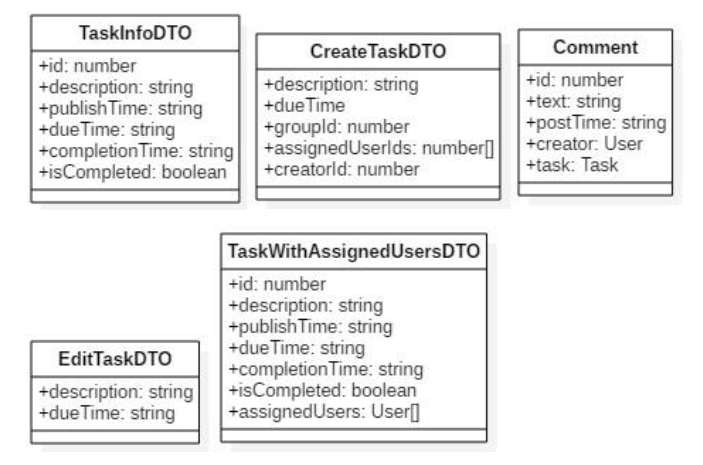 TaskInfoDTO
+id: number
+description: string
+publishTime: string
+dueTime: string
+completionTime: string
+isCompleted: boolean
CreateTaskDTO
+description: string
+dueTime
+groupId: number
+assignedUserIds: number[]
+creatorId: number
Comment
+id: number
+text: string
+postTime: string
+creator: User
+task: Task
EditTaskDTO
+description: string
+dueTime: string
TaskWithAssignedUsersDTO
+id: number
+description: string
+publishTime: string
+dueTime: string
+completionTime: string
+isCompleted: boolean
+assignedUsers: User[]